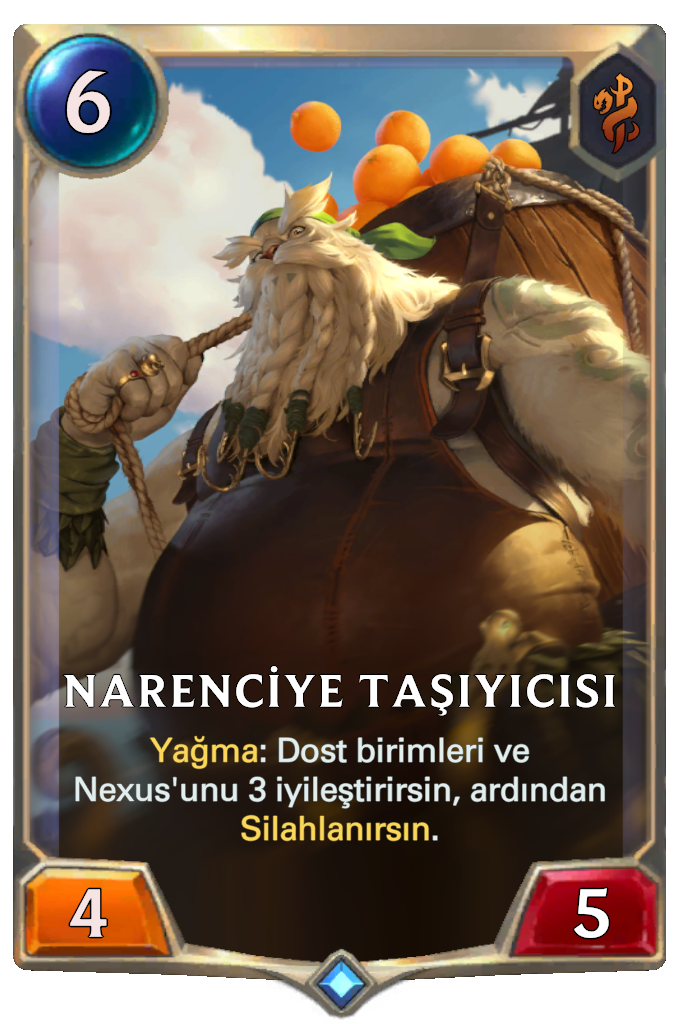 6
NARENCİYE TAŞIYICISI
Yağma: Dost birimleri ve
Nexus'unu 3 iyileştirirsin, ardından
Silahlanırsın.
4
5